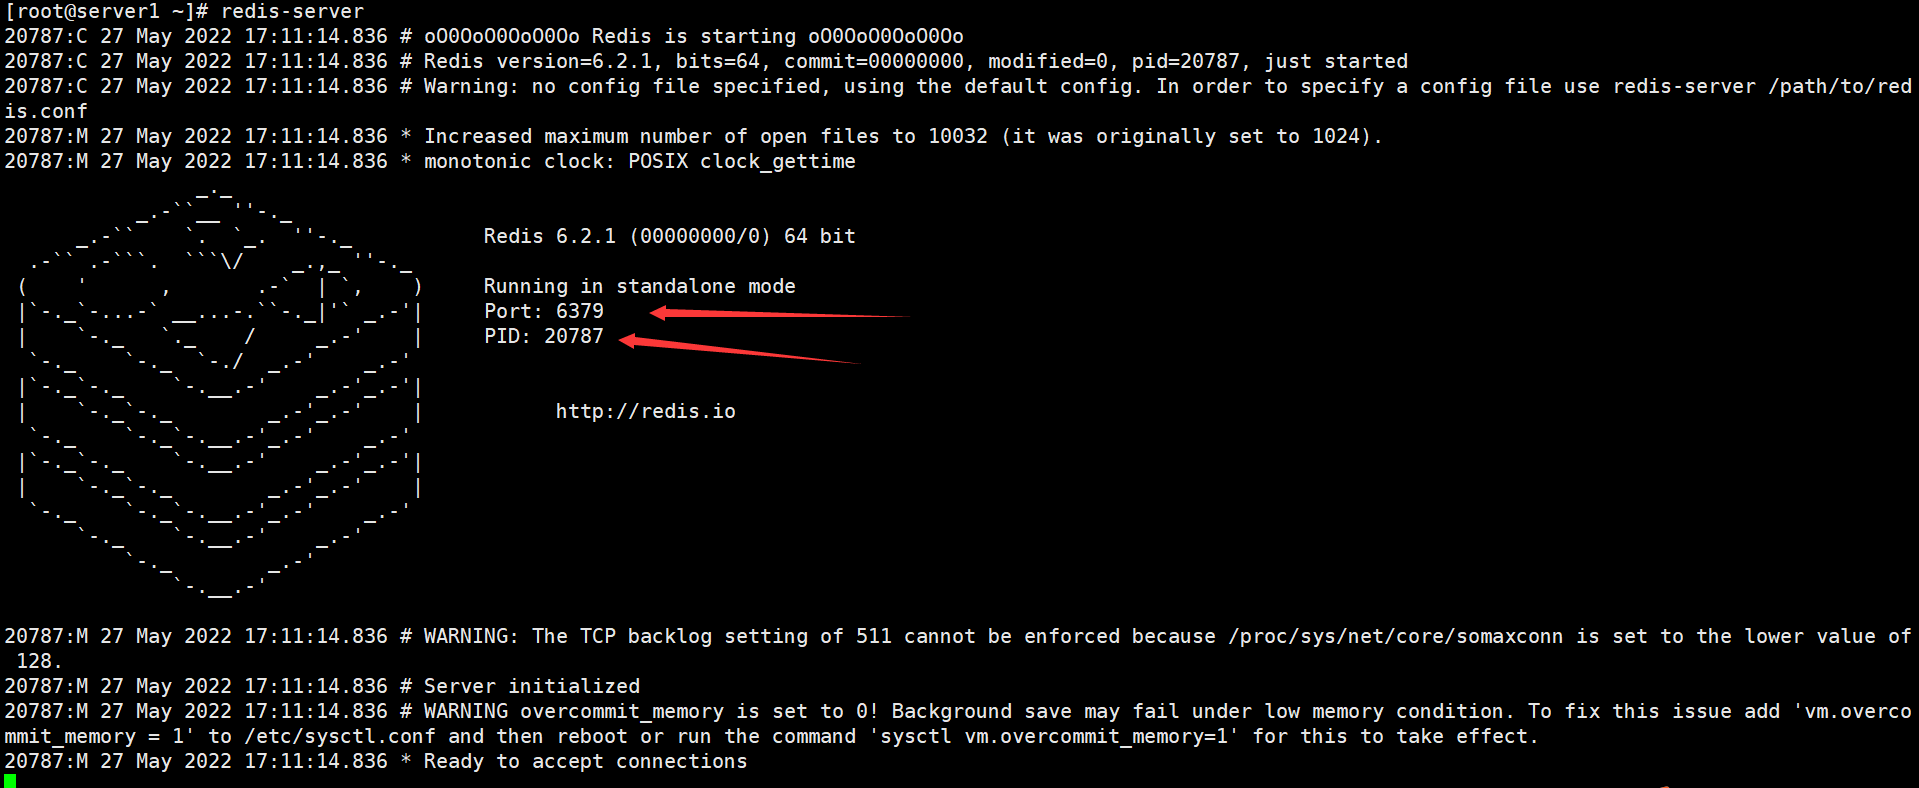 [root@server1 ~]# redis-server
20787:C 27 May 2022 17:11:14.836 # oO0OoO0OoO0Oo Redis is starting oO0OoO0OoO0Oo
20787:C 27 May 2022 17:11:14.836 # Redis version=6.2.1, bits=64, commit=00000000, modified=0, pid=20787, just started
20787:C 27 May 2022 17:11:14.836 # Warning: no config file specified, using the default config. In order to specify a config file use redis-server /path/to/red
is.conf
20787:M 27 May 2022 17:11:14.836 * Increased maximum number of open files to 10032 (it was originally set to 1024).
20787:M 27 May 2022 17:11:14.836 * monotonic clock: POSIX clock_gettime
Redis 6.2.1 (00000000/0) 64 bit
Running in standalone mode
Port: 6379
PID: 20787
http://redis.io
20787:M 27 May 2022 17:11:14.836 # WARNING: The TCP backlog setting of 511 cannot be enforced because /proc/sys/net/core/somaxconn is set to the lower value of
128.
20787:M 27 May 2022 17:11:14.836 # Server initialized
20787:M 27 May 2022 17:11:14.836 # WARNING overcommit_memory is set to 0! Background save may fail under low memory condition. To fix this issue add 'vm.overco
mmit_memory = 1' to /etc/sysctl.conf and then reboot or run the command 'sysctl vm.overcommit_memory=1' for this to take effect.
20787:M 27 May 2022 17:11:14.836 * Ready to accept connections